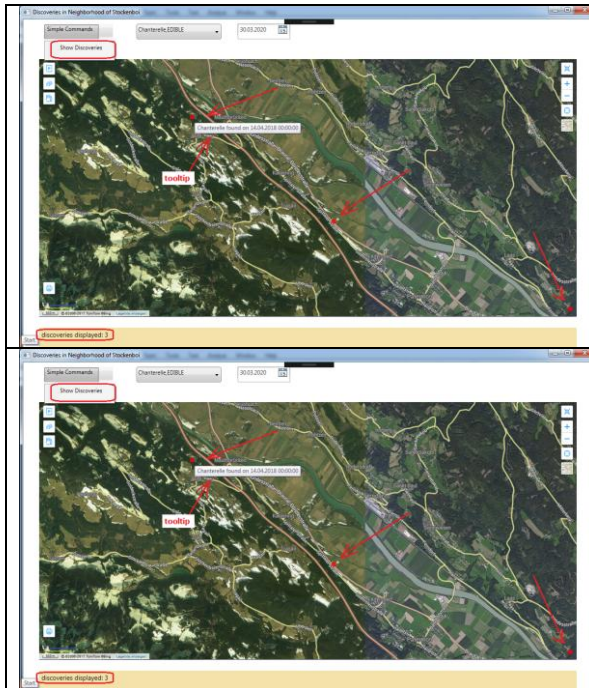 Discoveries in Neighborhood of Stockenboi
Simple Commands
Chanterelle,EDIBLE
30.03.2020
Show Discoveries
Chanterelle found on 14.04.2018 00:00:00
tooltip
Start
discoveries displayed: 3
Discoveries in Neighborhood of Stockenboi
Simple Commands
Chanterelle,EDIBLE
30.03.2020
Show Discoveries
Chanterelle found on 14.04.2018 00:00:00
tooltip
Start
discoveries displayed: 3